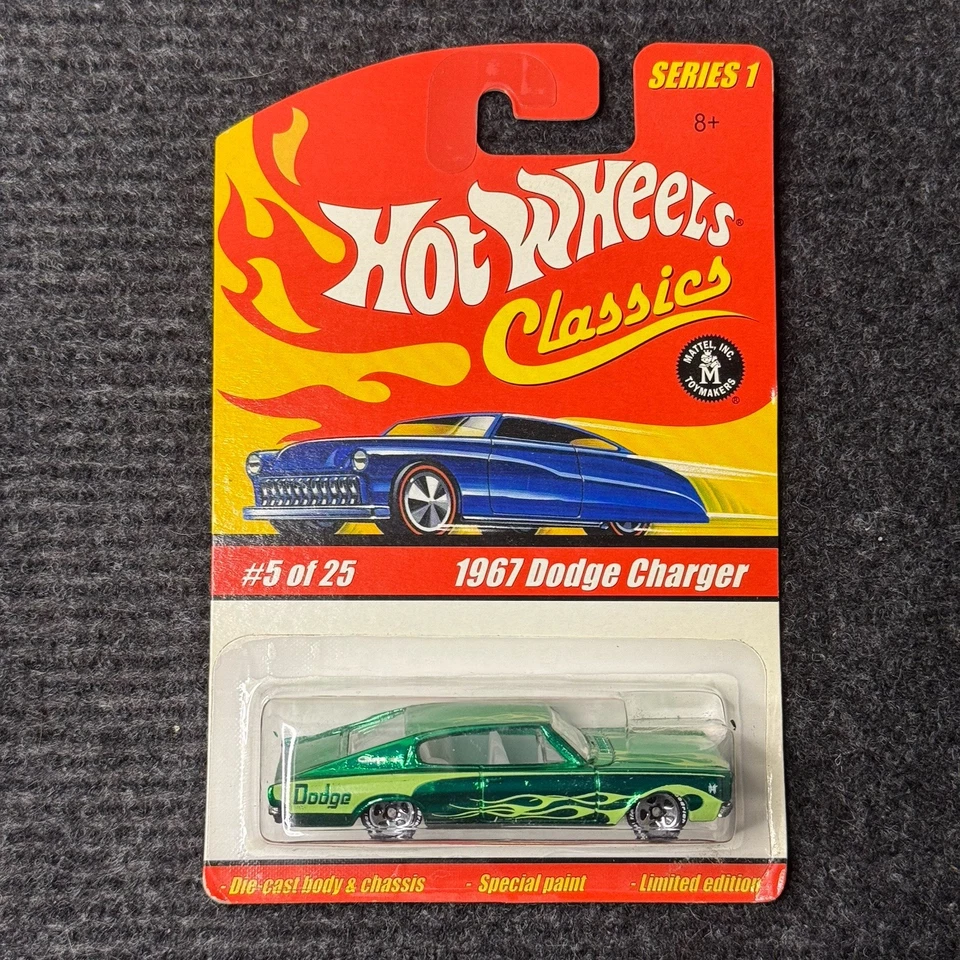 SERIES 1
8+
Hot Wheels®
Classics
MATTEL, INC.
M
TOYMAKERS
®
#5 of 25
1967 Dodge Charger
Dodge
- Die-cast body & chassis
- Special paint
- Limited edition